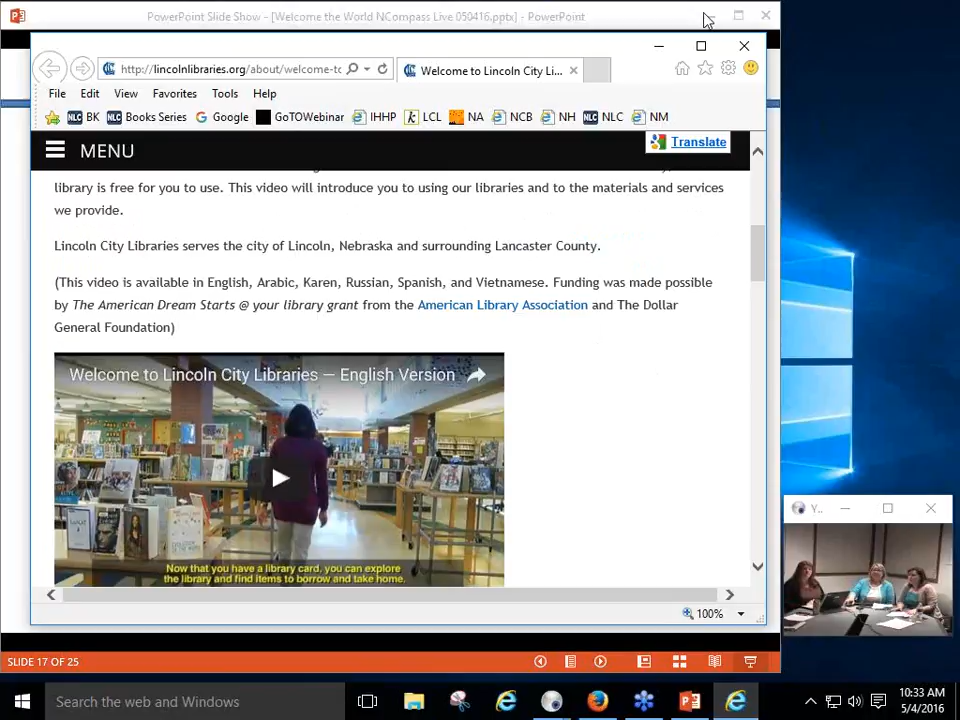 PowerPoint Slide Show - [Welcome the World NCompass Live 050416.pptx] - PowerPoint
http://lincolnlibraries.org/about/welcome-tc
Welcome to Lincoln City Li...
File Edit View Favorites Tools Help
NLC BK NLC Books Series Google GoTOWebinar IHHP LCL NA NCB NH NLC NLC NM
MENU
Translate
library is free for you to use. This video will introduce you to using our libraries and to the materials and services
we provide.
Lincoln City Libraries serves the city of Lincoln, Nebraska and surrounding Lancaster County.
(This video is available in English, Arabic, Karen, Russian, Spanish, and Vietnamese. Funding was made possible
by The American Dream Starts @ your library grant from the American Library Association and The Dollar
General Foundation)
Welcome to Lincoln City Libraries — English Version
Now that you have a library card, you can explore
the library and find items to borrow and take home.
100%
Y...
SLIDE 17 OF 25
Search the web and Windows
10:33 AM
5/4/2016